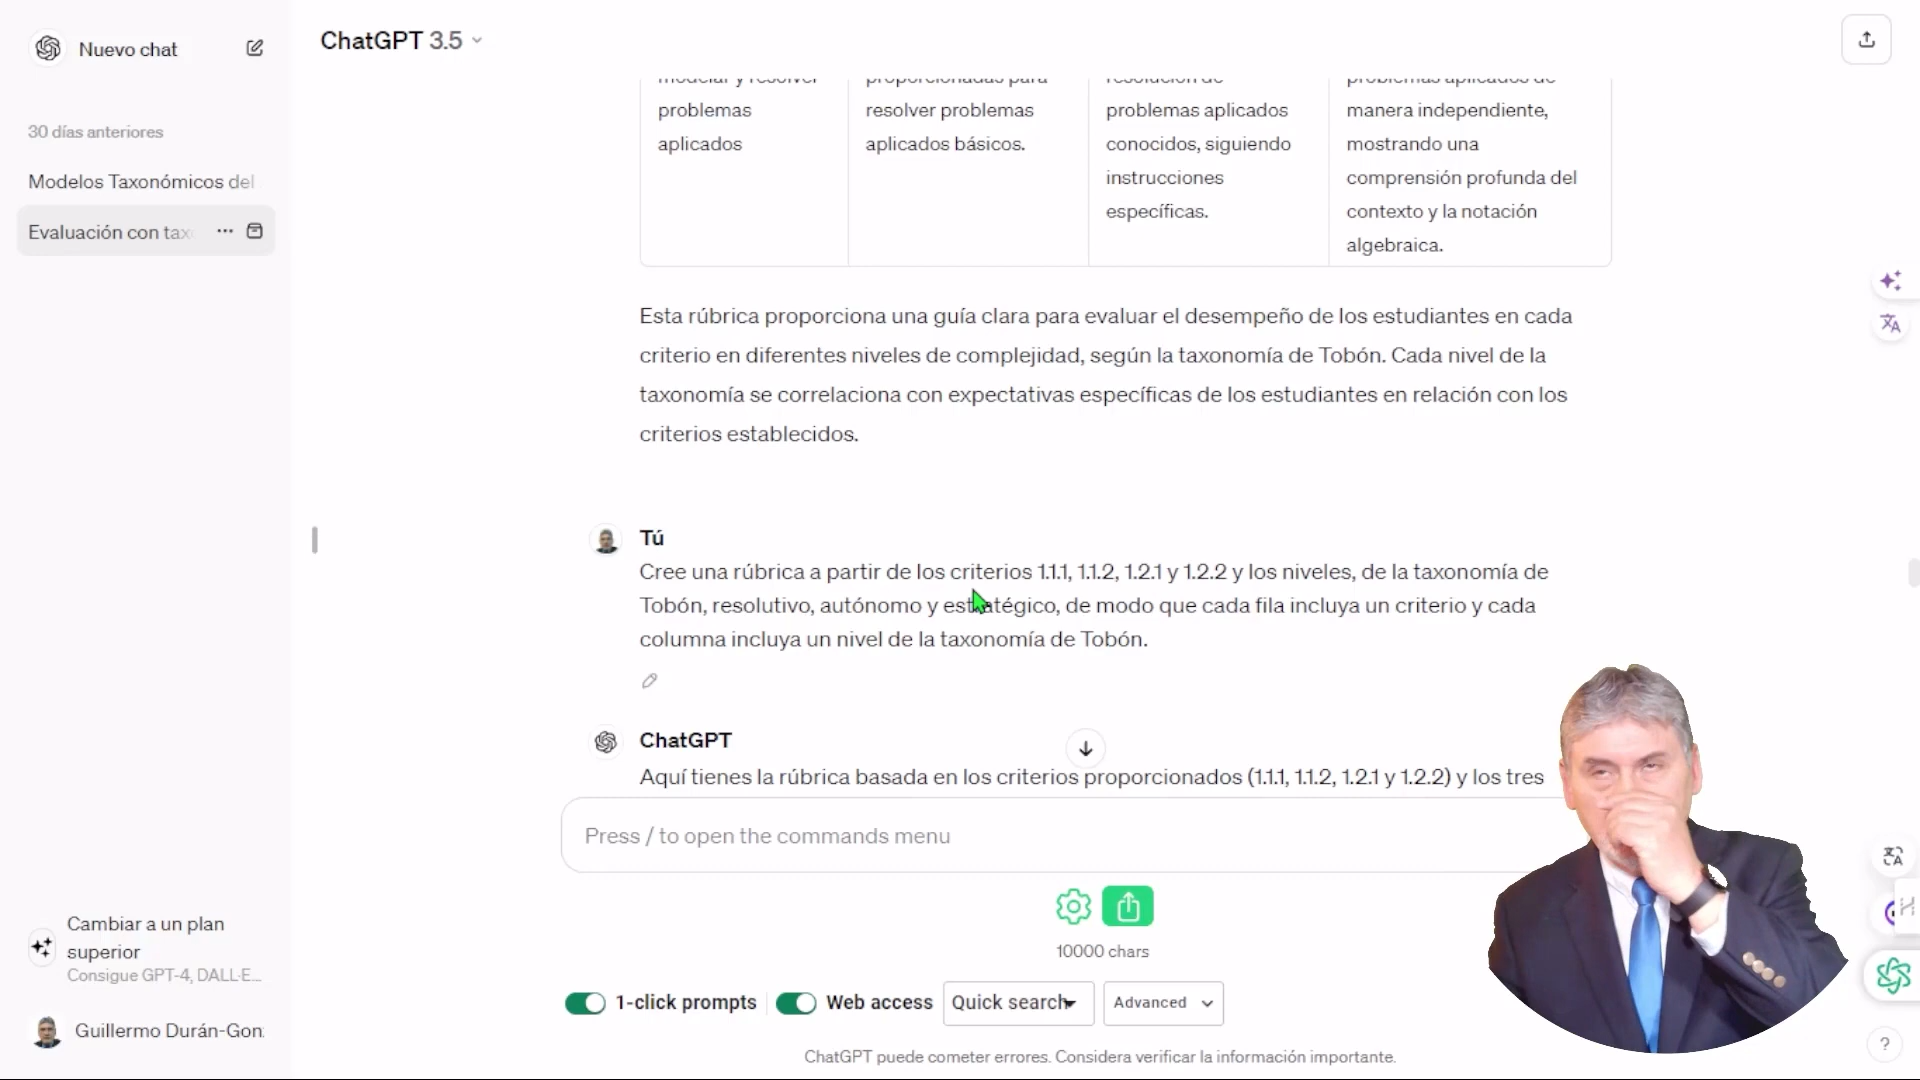 Nuevo chat
ChatGPT 3.5
30 días anteriores
Modelos Taxonómicos del
Evaluación con tax
modelar y resolver
problemas
aplicados
proporcionadas para
resolver problemas
aplicados básicos.
resolución de
problemas aplicados
conocidos, siguiendo
instrucciones
específicas.
problemas aplicados de
manera independiente,
mostrando una
comprensión profunda del
contexto y la notación
algebraica.
Esta rúbrica proporciona una guía clara para evaluar el desempeño de los estudiantes en cada
criterio en diferentes niveles de complejidad, según la taxonomía de Tobón. Cada nivel de la
taxonomía se correlaciona con expectativas específicas de los estudiantes en relación con los
criterios establecidos.
Tú
Cree una rúbrica a partir de los criterios 1.1.1, 1.1.2, 1.2.1 y 1.2.2 y los niveles, de la taxonomía de
Tobón, resolutivo, autónomo y estratégico, de modo que cada fila incluya un criterio y cada
columna incluya un nivel de la taxonomía de Tobón.
ChatGPT
Aquí tienes la rúbrica basada en los criterios proporcionados (1.1.1, 1.1.2, 1.2.1 y 1.2.2) y los tres
Press / to open the commands menu
10000 chars
1-click prompts
Web access
Quick search
Advanced
ChatGPT puede cometer errores. Considera verificar la información importante.
Cambiar a un plan
superior
Consigue GPT-4, DALL·E...
Guillermo Durán-Gon
?